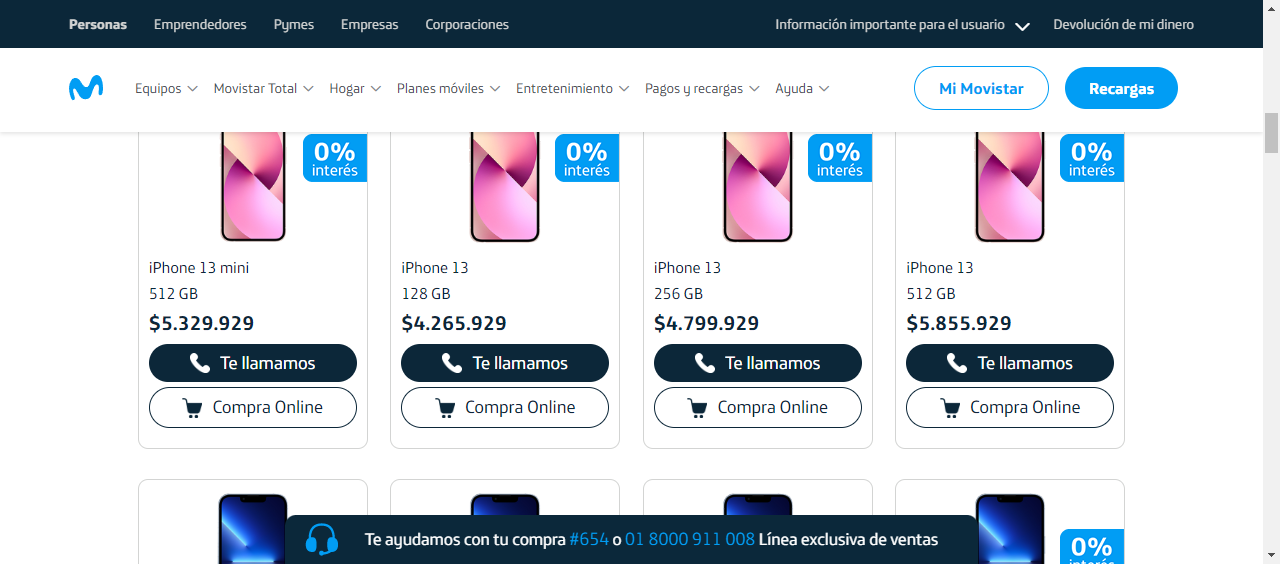 Personas Emprendedores Pymes Empresas Corporaciones Información importante para el usuario Devolución de mi dinero
Equipos Movistar Total Hogar Planes móviles Entretenimiento Pagos y recargas Ayuda Mi Movistar Recargas
0% interés
0% interés
0% interés
0% interés
iPhone 13 mini
512 GB
$5.329.929
Te llamamos
Compra Online
iPhone 13
128 GB
$4.265.929
Te llamamos
Compra Online
iPhone 13
256 GB
$4.799.929
Te llamamos
Compra Online
iPhone 13
512 GB
$5.855.929
Te llamamos
Compra Online
0%
interés
Te ayudamos con tu compra #654 o 01 8000 911 008 Línea exclusiva de ventas